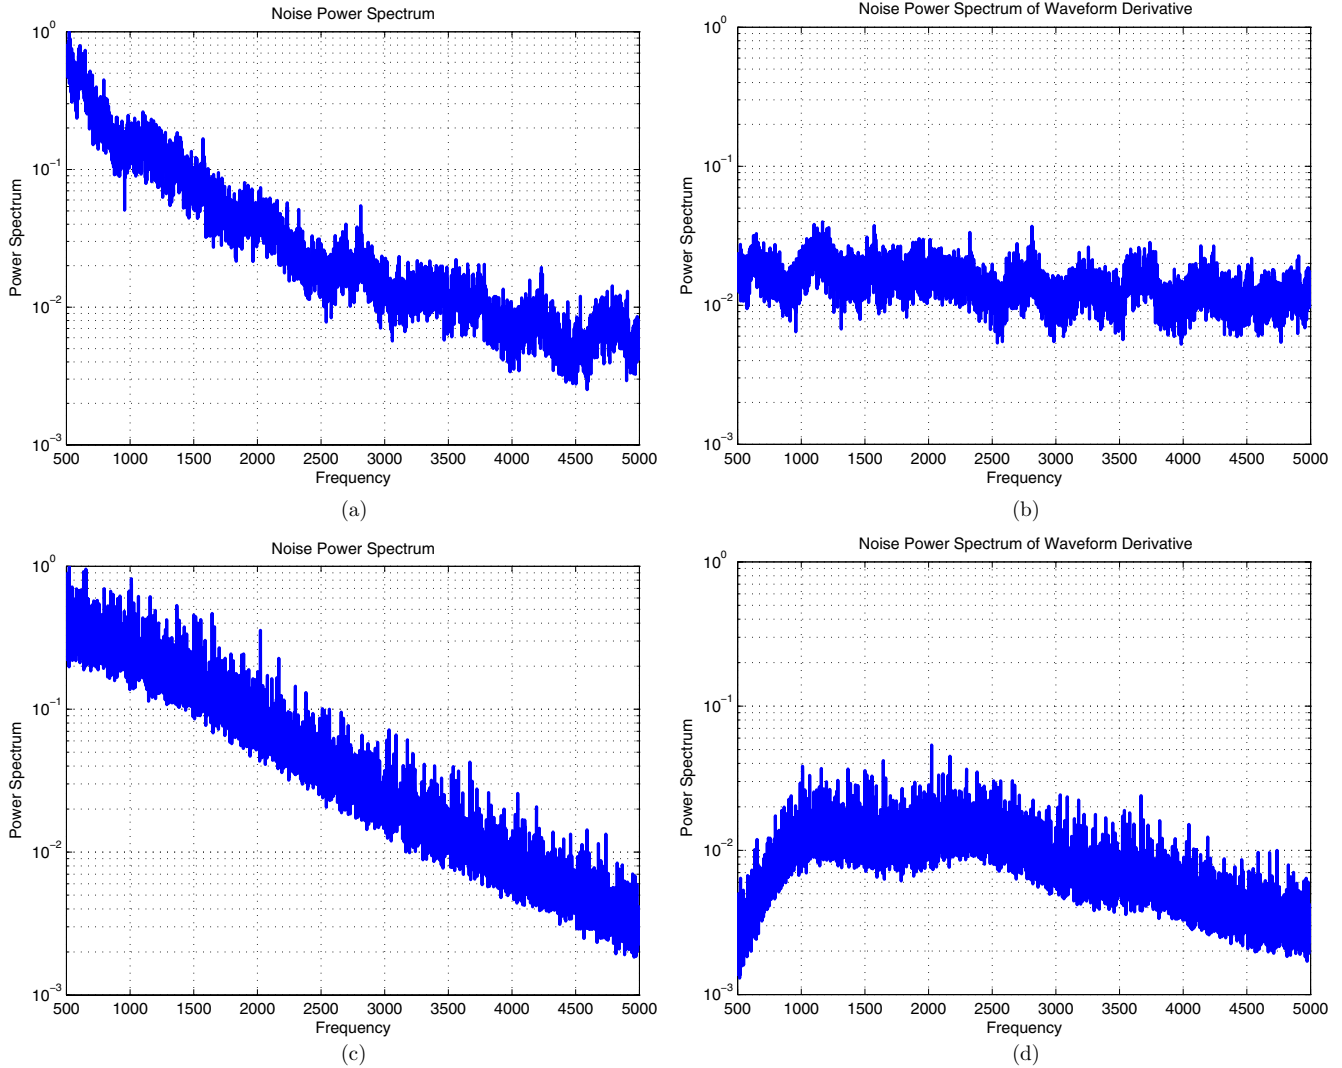 Noise Power Spectrum
10^0
10^-1
10^-2
10^-3
Power Spectrum
500 1000 1500 2000 2500 3000 3500 4000 4500 5000
Frequency
(a)
Noise Power Spectrum of Waveform Derivative
10^0
10^-1
10^-2
10^-3
Power Spectrum
500 1000 1500 2000 2500 3000 3500 4000 4500 5000
Frequency
(b)
Noise Power Spectrum
10^0
10^-1
10^-2
10^-3
Power Spectrum
500 1000 1500 2000 2500 3000 3500 4000 4500 5000
Frequency
(c)
Noise Power Spectrum of Waveform Derivative
10^0
10^-1
10^-2
10^-3
Power Spectrum
500 1000 1500 2000 2500 3000 3500 4000 4500 5000
Frequency
(d)